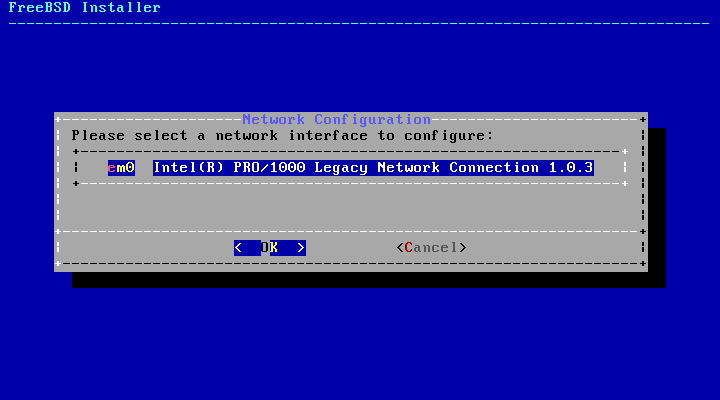 FreeBSD Installer
Network Configuration
Please select a network interface to configure:
em0 Intel(R) PRO/1000 Legacy Network Connection 1.0.3
< OK > <Cancel>